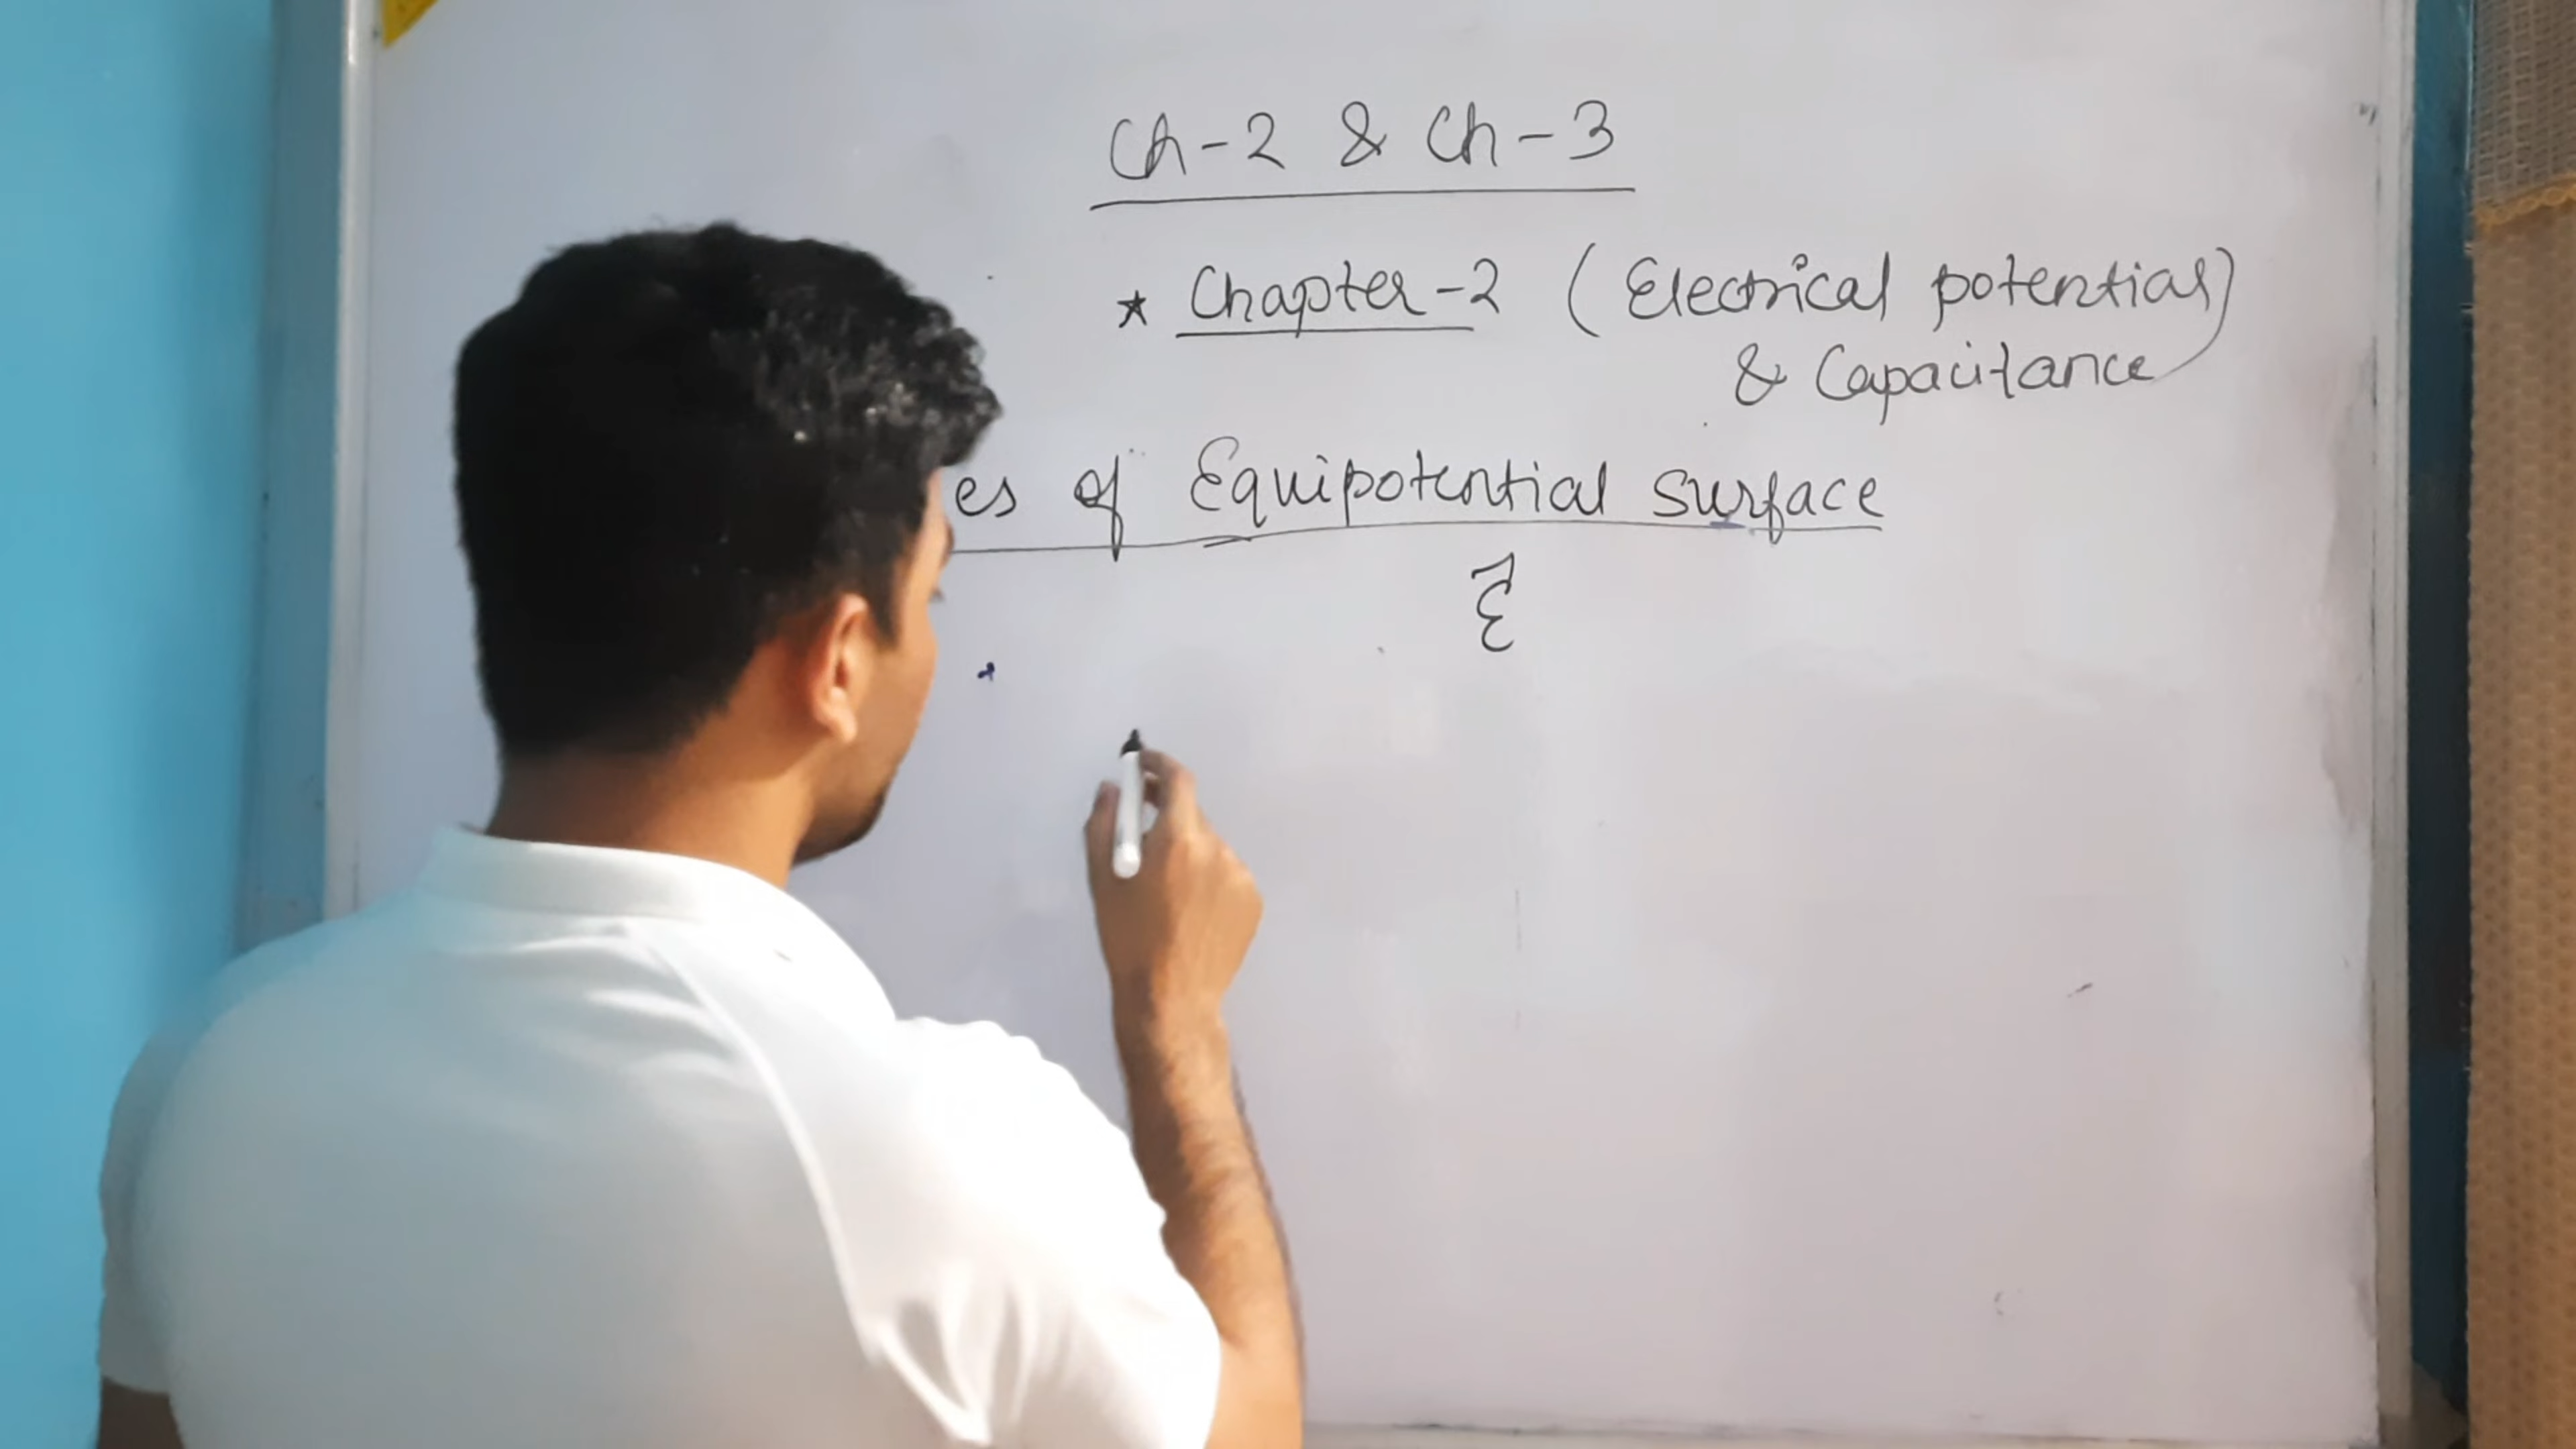 Ch-2 & Ch-3
★ Chapter-2 (Electrical potential)
& Capacitance
es of Equipotential Surface
E⃗